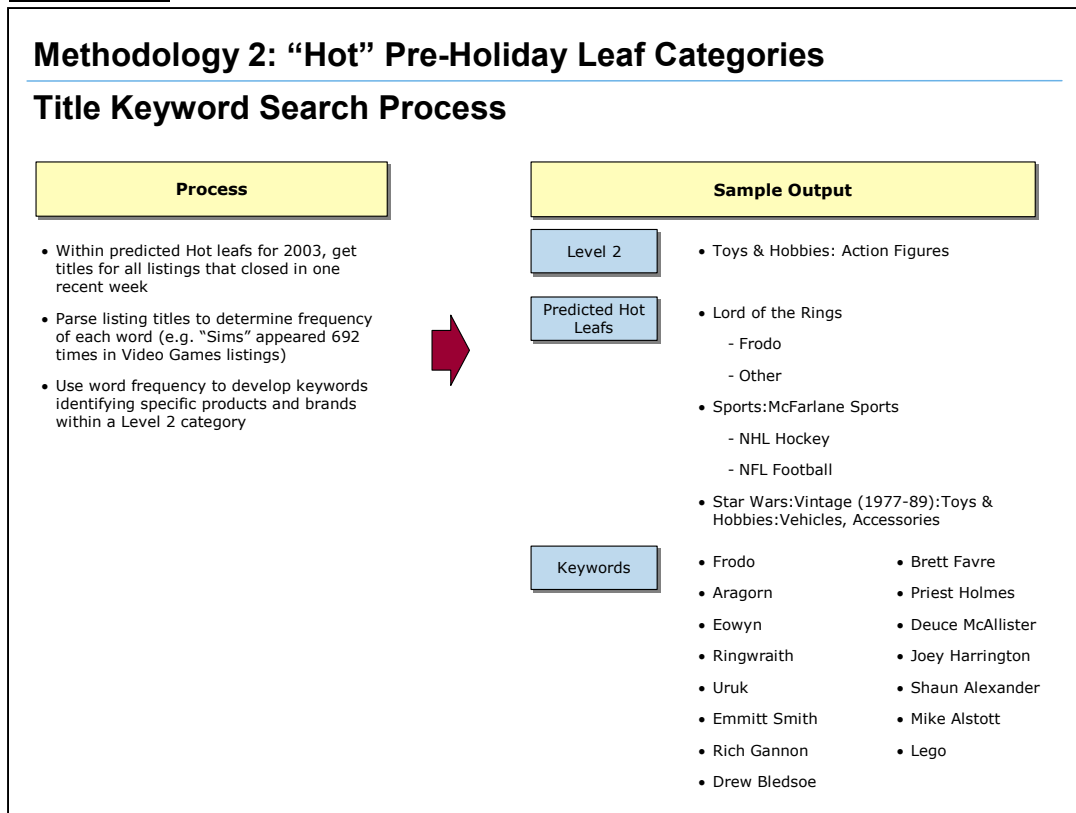 Methodology 2: “Hot” Pre-Holiday Leaf Categories
Title Keyword Search Process
Process
• Within predicted Hot leafs for 2003, get
titles for all listings that closed in one
recent week
• Parse listing titles to determine frequency
of each word (e.g. “Sims” appeared 692
times in Video Games listings)
• Use word frequency to develop keywords
identifying specific products and brands
within a Level 2 category
Sample Output
Level 2
• Toys & Hobbies: Action Figures
Predicted Hot
Leafs
• Lord of the Rings
- Frodo
- Other
• Sports:McFarlane Sports
- NHL Hockey
- NFL Football
• Star Wars:Vintage (1977-89):Toys &
Hobbies:Vehicles, Accessories
Keywords
• Frodo
• Aragorn
• Eowyn
• Ringwraith
• Uruk
• Emmitt Smith
• Rich Gannon
• Drew Bledsoe
• Brett Favre
• Priest Holmes
• Deuce McAllister
• Joey Harrington
• Shaun Alexander
• Mike Alstott
• Lego